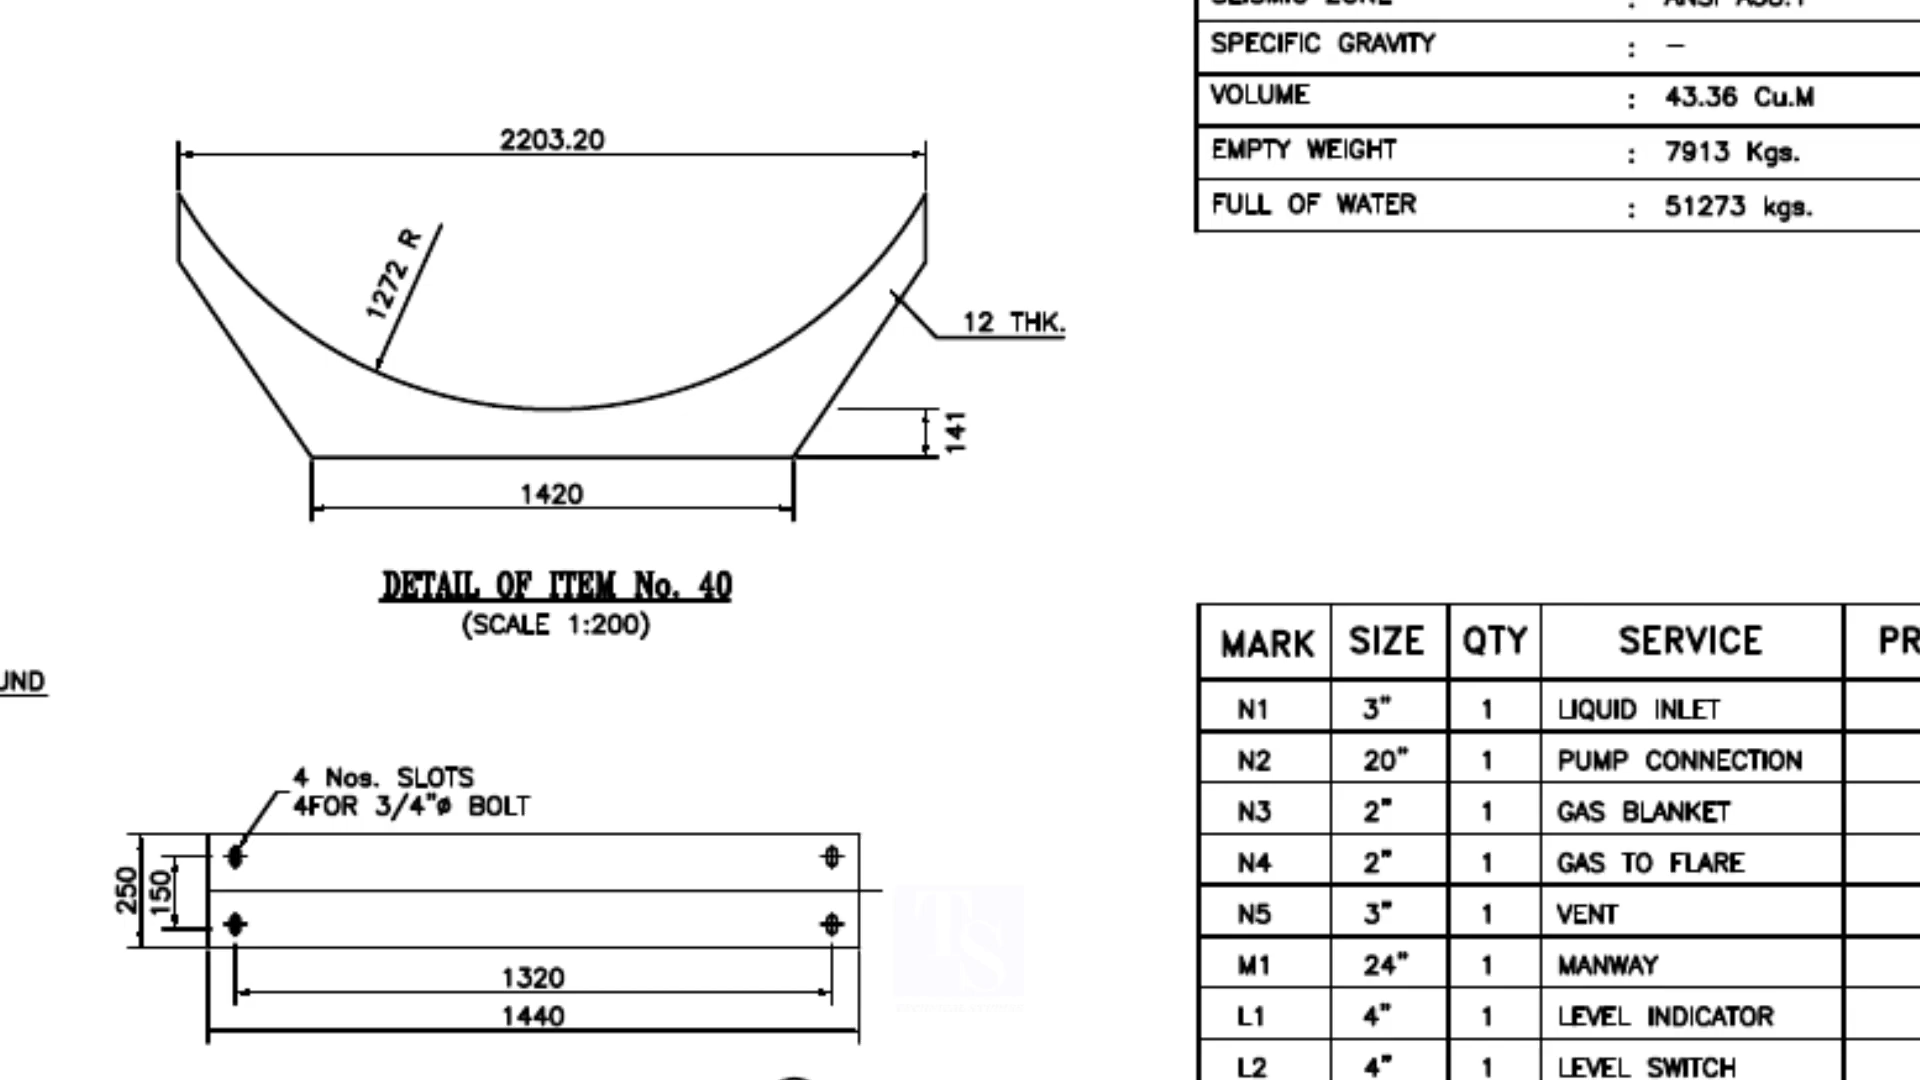 SPECIFIC GRAVITY : –
VOLUME : 43.36 Cu.M
EMPTY WEIGHT : 7913 Kgs.
FULL OF WATER : 51273 kgs.
2203.20
1272 R
12 THK.
141
1420
DETAIL OF ITEM No. 40
(SCALE 1:200)
UND
4 Nos. SLOTS
4FOR 3/4"ø BOLT
250
150
1320
1440
TS
MARK SIZE QTY SERVICE PR
N1 3" 1 LIQUID INLET
N2 20" 1 PUMP CONNECTION
N3 2" 1 GAS BLANKET
N4 2" 1 GAS TO FLARE
N5 3" 1 VENT
M1 24" 1 MANWAY
L1 4" 1 LEVEL INDICATOR
L2 4" 1 LEVEL SWITCH